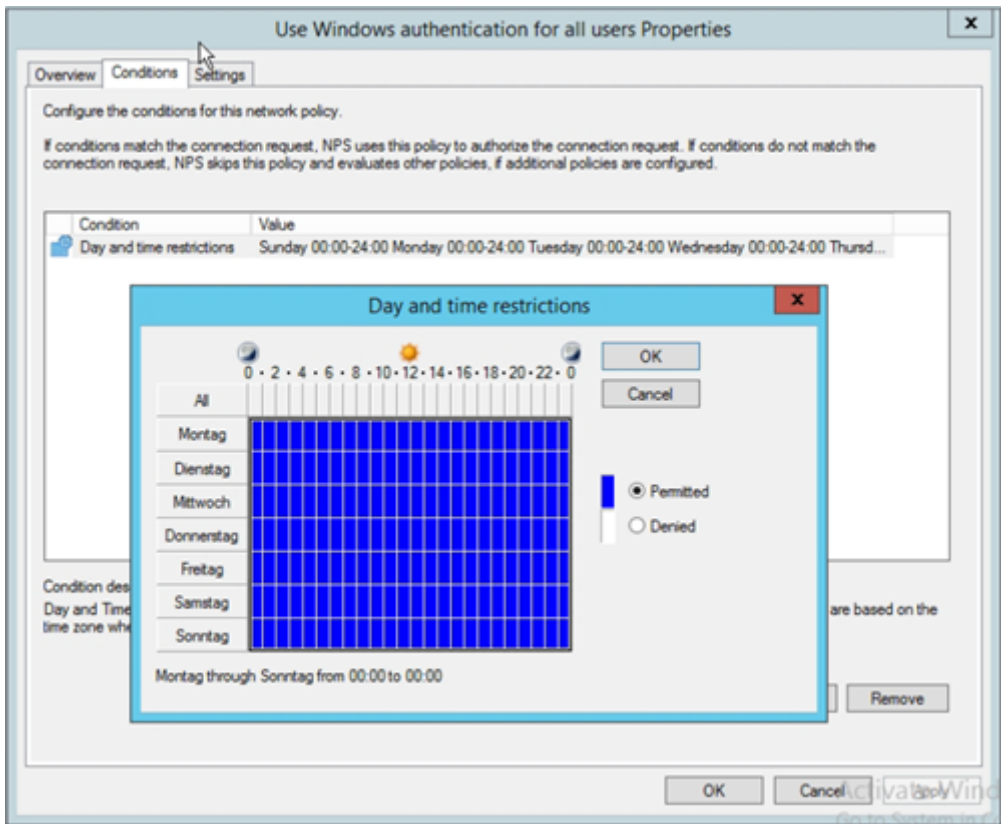 Use Windows authentication for all users Properties
x
Overview Conditions Settings
Configure the conditions for this network policy.
If conditions match the connection request, NPS uses this policy to authorize the connection request. If conditions do not match the
connection request, NPS skips this policy and evaluates other policies, if additional policies are configured.
Condition Value
Day and time restrictions Sunday 00:00-24:00 Monday 00:00-24:00 Tuesday 00:00-24:00 Wednesday 00:00-24:00 Thursd...
Day and time restrictions
x
0 · 2 · 4 · 6 · 8 · 10 · 12 · 14 · 16 · 18 · 20 · 22 · 0
OK
All
Cancel
Montag
Dienstag
Permitted
Mittwoch
Denied
Donnerstag
Freitag
Samstag
Sonntag
Montag through Sonntag from 00:00 to 00:00
Condition des
Day and Time
are based on the
time zone whe
Remove
OK Cancel Apply
Activate Wind
Go to System in C